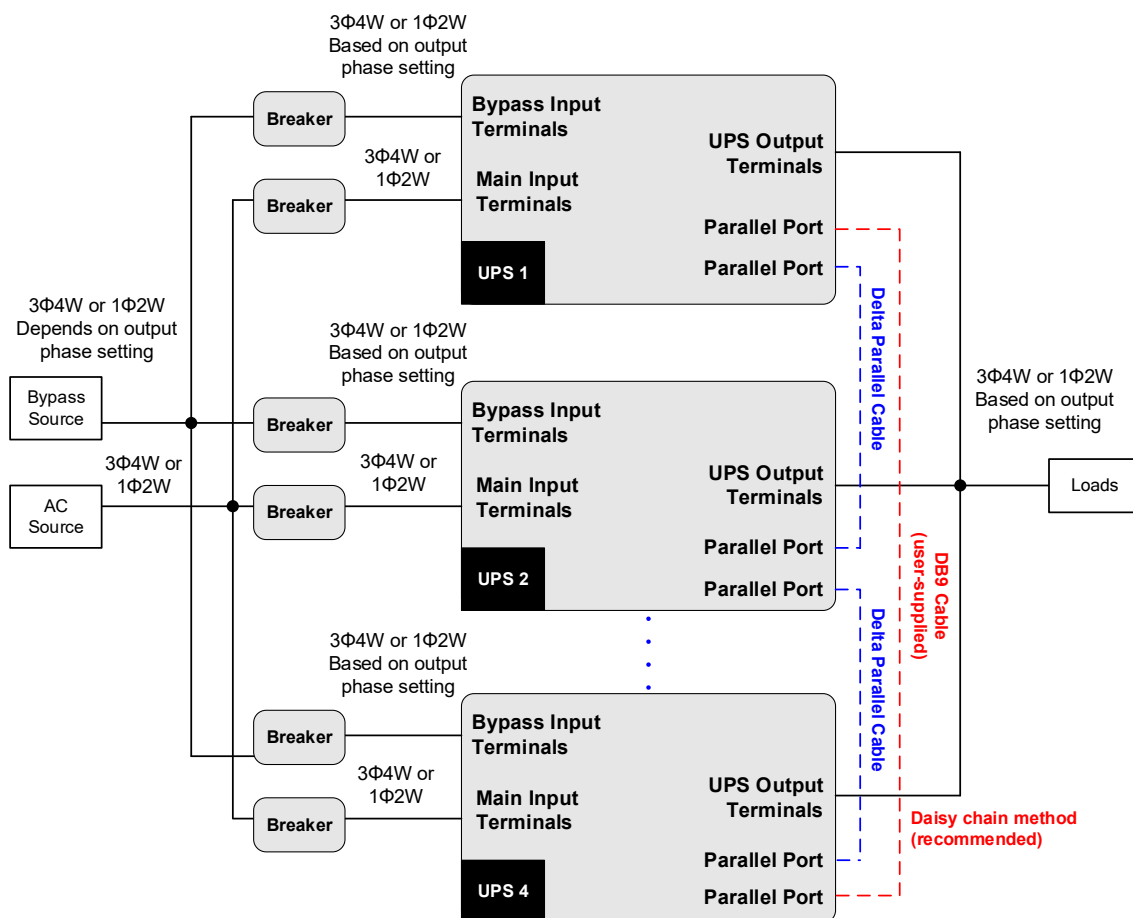 3Φ4W or 1Φ2W
Based on output
phase setting
Breaker
Bypass Input
Terminals
UPS Output
Terminals
3Φ4W or
1Φ2W
Breaker
Main Input
Terminals
Parallel Port
Parallel Port
UPS 1
3Φ4W or 1Φ2W
Depends on output
phase setting
3Φ4W or 1Φ2W
Based on output
phase setting
Delta Parallel Cable
3Φ4W or 1Φ2W
Based on output
phase setting
Bypass
Source
Breaker
Bypass Input
Terminals
3Φ4W or
1Φ2W
3Φ4W or
1Φ2W
UPS Output
Terminals
AC
Source
Breaker
Main Input
Terminals
Loads
Parallel Port
Parallel Port
UPS 2
DB9 Cable
(user-supplied)
Delta Parallel Cable
3Φ4W or 1Φ2W
Based on output
phase setting
Breaker
Bypass Input
Terminals
3Φ4W or
1Φ2W
UPS Output
Terminals
Breaker
Main Input
Terminals
Daisy chain method
(recommended)
Parallel Port
Parallel Port
UPS 4